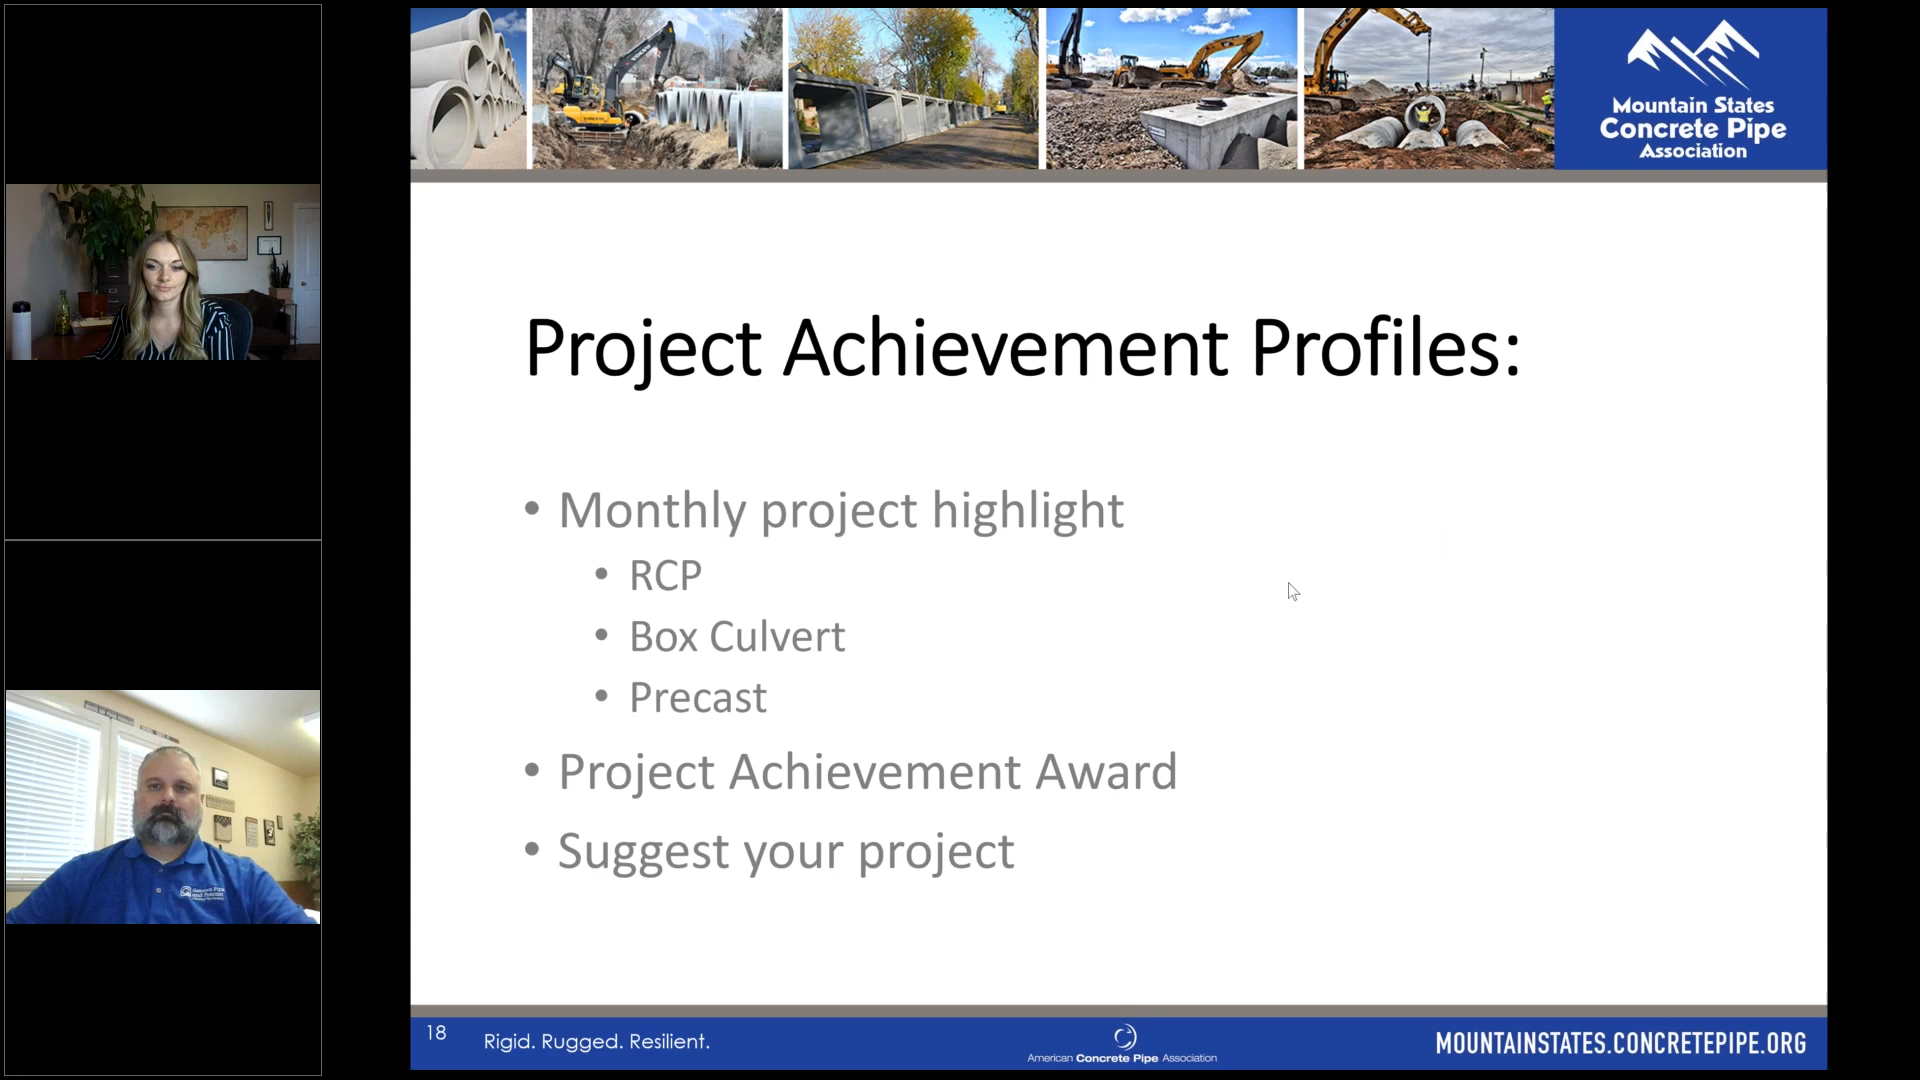 Mountain States
Concrete Pipe
Association
Project Achievement Profiles:
• Monthly project highlight
• RCP
• Box Culvert
• Precast
• Project Achievement Award
• Suggest your project
18
Rigid. Rugged. Resilient.
American Concrete Pipe Association
MOUNTAINSTATES.CONCRETEPIPE.ORG